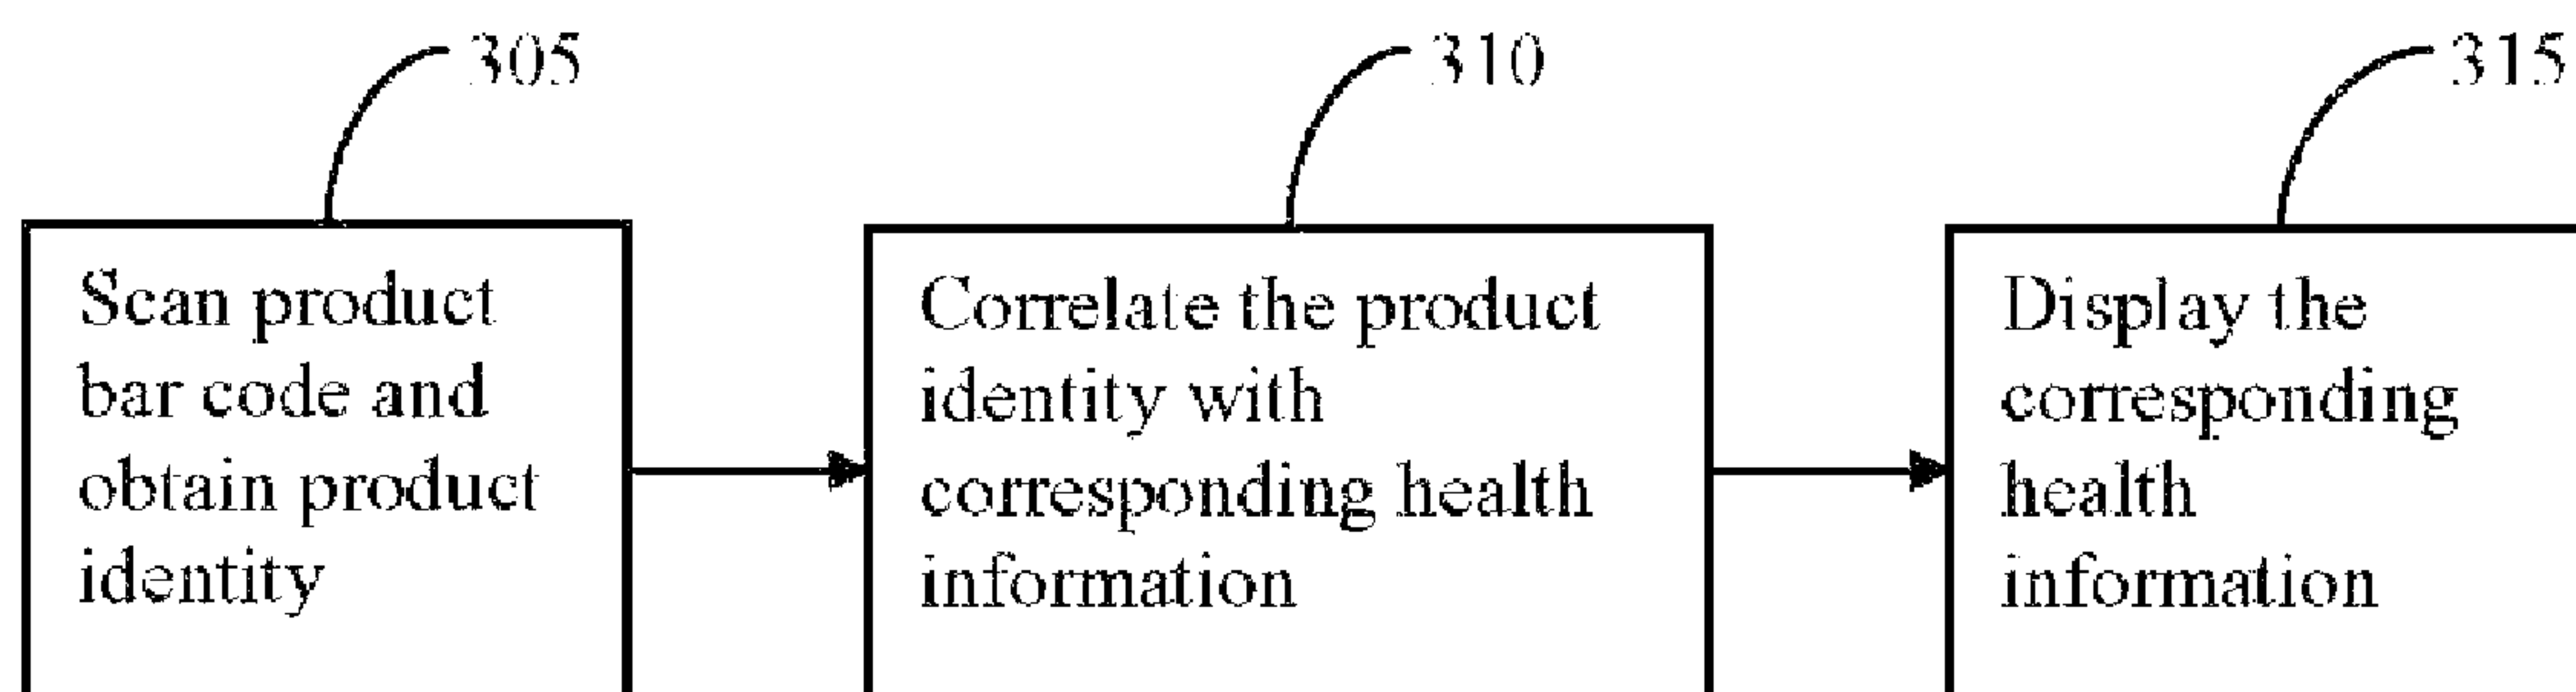 305
Scan product
bar code and
obtain product
identity
310
Correlate the product
identity with
corresponding health
information
315
Display the
corresponding
health
information